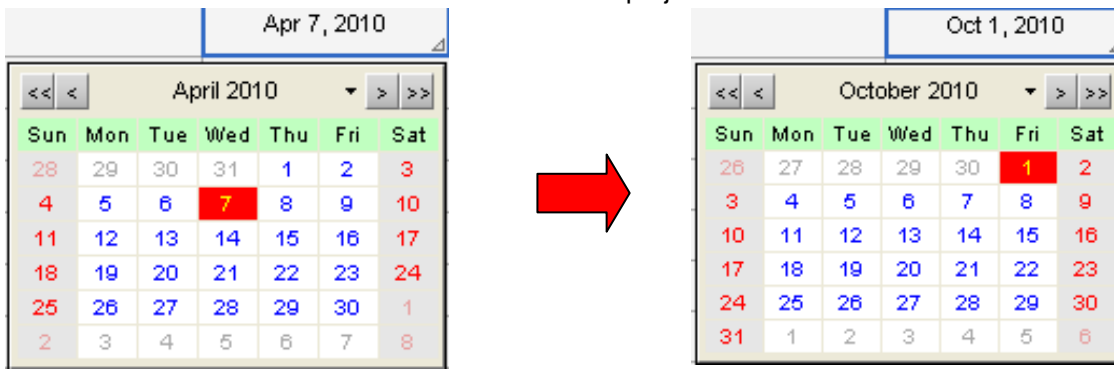 Apr 7, 2010
<< < April 2010 > >>
Sun Mon Tue Wed Thu Fri Sat
28 29 30 31 1 2 3
4 5 6 7 8 9 10
11 12 13 14 15 16 17
18 19 20 21 22 23 24
25 26 27 28 29 30 1
2 3 4 5 6 7 8
Oct 1, 2010
<< < October 2010 > >>
Sun Mon Tue Wed Thu Fri Sat
26 27 28 29 30 1 2
3 4 5 6 7 8 9
10 11 12 13 14 15 16
17 18 19 20 21 22 23
24 25 26 27 28 29 30
31 1 2 3 4 5 6